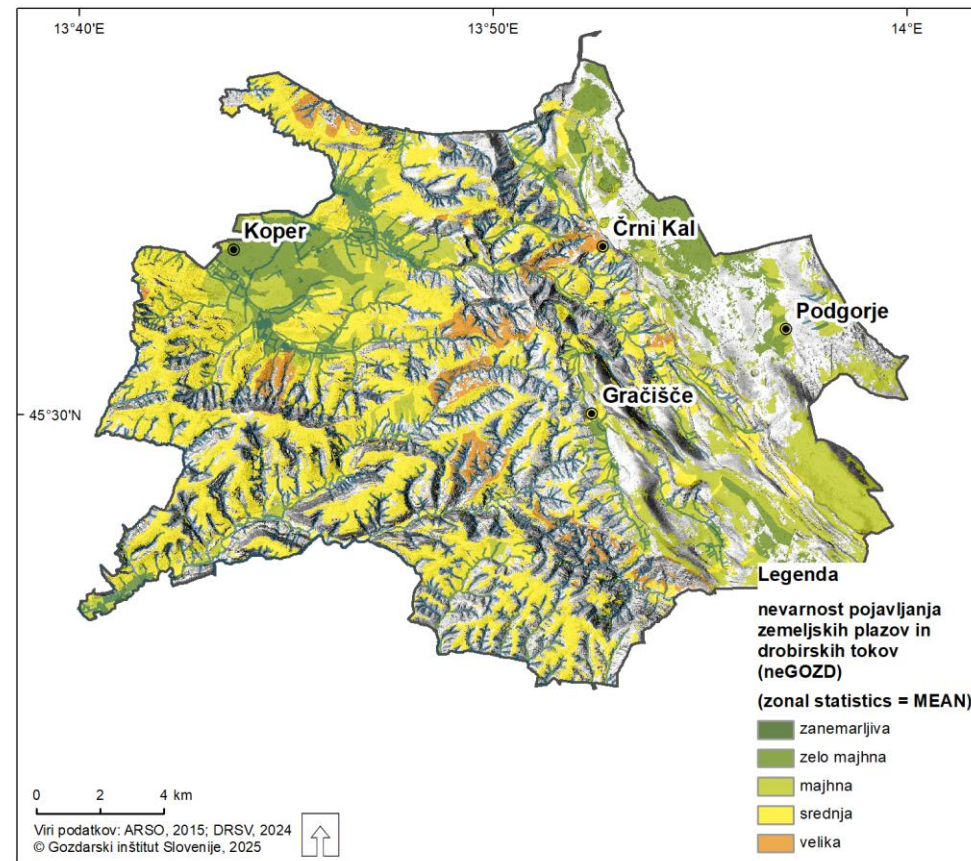 13°40'E
13°50'E
14°E
Koper
Črni Kal
Podgorje
45°30'
Gračišče
Legenda
nevarnost pojavljanja
zemeljskih plazov in
drobirskih tokov
(neGOZD)
(zonal statistics = MEAN)
zanemarljiva
zelo majhna
majhna
srednja
velika
0 2 4 km
Viri podatkov: ARSO, 2015; DRSV, 2024
© Gozdarski inštitut Slovenije, 2025